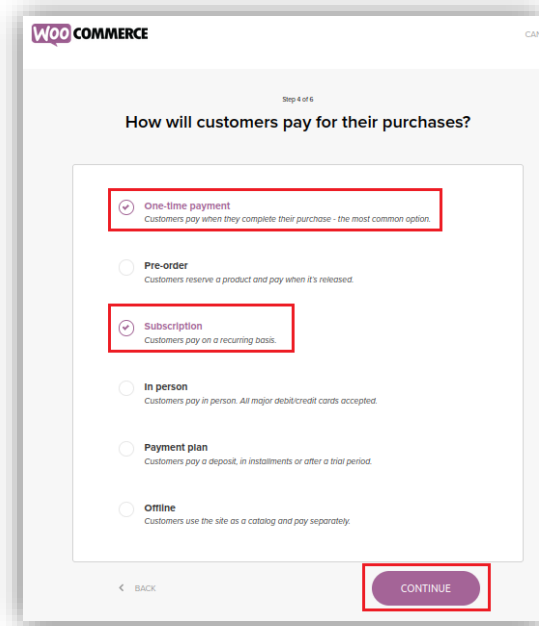 WOO COMMERCE
CAN
Step 4 of 6
How will customers pay for their purchases?
One-time payment
Customers pay when they complete their purchase - the most common option.
Pre-order
Customers reserve a product and pay when it's released.
Subscription
Customers pay on a recurring basis.
In person
Customers pay in person. All major debit/credit cards accepted.
Payment plan
Customers pay a deposit, in installments or after a trial period.
Offline
Customers use the site as a catalog and pay separately.
BACK
CONTINUE